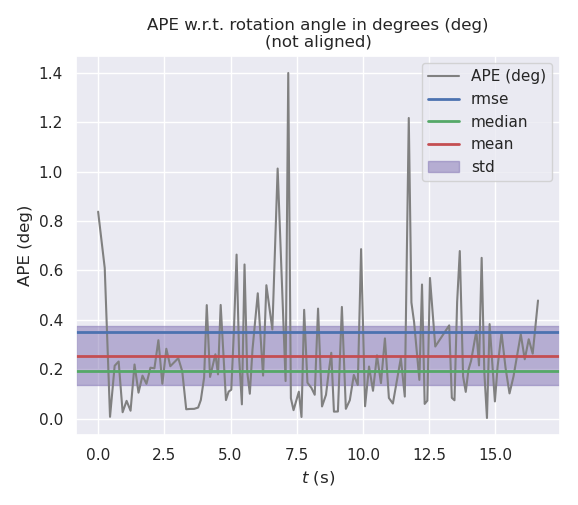 APE w.r.t. rotation angle in degrees (deg)
(not aligned)
APE (deg)
rmse
median
mean
std
APE (deg)
1.4
1.2
1.0
0.8
0.6
0.4
0.2
0.0
0.0 2.5 5.0 7.5 10.0 12.5 15.0
t (s)